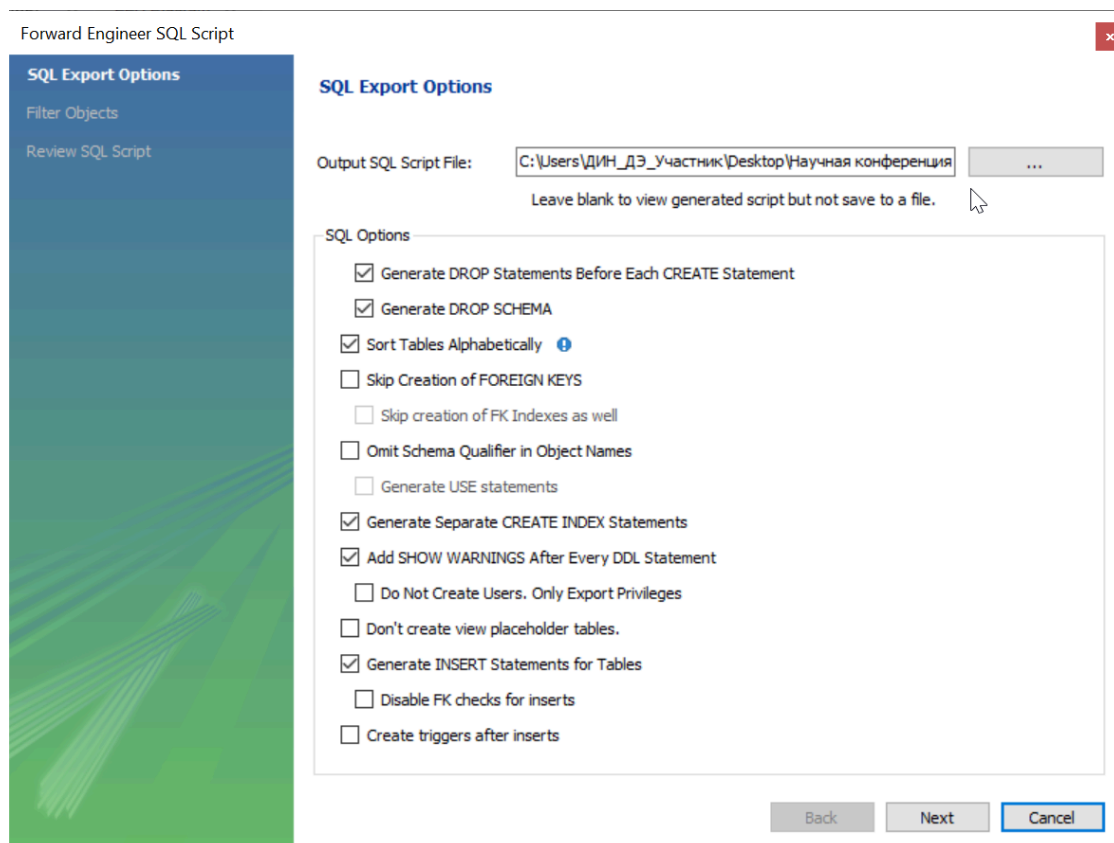 Forward Engineer SQL Script
SQL Export Options
Filter Objects
Review SQL Script
SQL Export Options
Output SQL Script File: C:\Users\ДИН_ДЭ_Участник\Desktop\Научная конференция ...
Leave blank to view generated script but not save to a file.
SQL Options
Generate DROP Statements Before Each CREATE Statement
Generate DROP SCHEMA
Sort Tables Alphabetically
Skip Creation of FOREIGN KEYS
Skip creation of FK Indexes as well
Omit Schema Qualifier in Object Names
Generate USE statements
Generate Separate CREATE INDEX Statements
Add SHOW WARNINGS After Every DDL Statement
Do Not Create Users. Only Export Privileges
Don't create view placeholder tables.
Generate INSERT Statements for Tables
Disable FK checks for inserts
Create triggers after inserts
Back Next Cancel